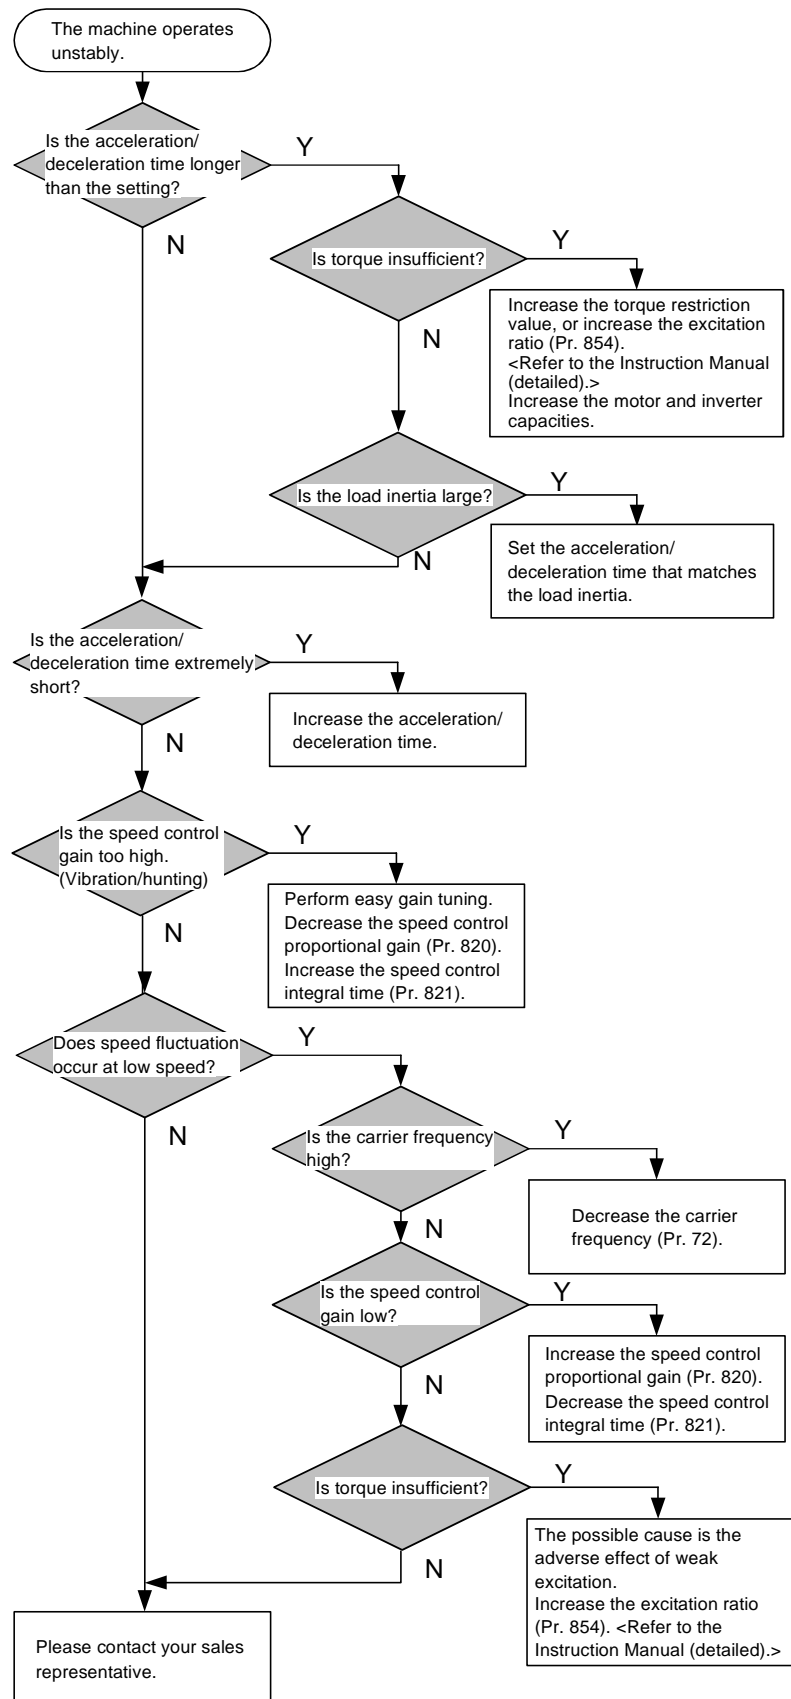 The machine operates
unstably.
Is the acceleration/
deceleration time longer
than the setting?
Y
N
Is torque insufficient?
Y
N
Increase the torque restriction
value, or increase the excitation
ratio (Pr. 854).
<Refer to the Instruction Manual
(detailed).>
Increase the motor and inverter
capacities.
Is the load inertia large?
Y
N
Set the acceleration/
deceleration time that matches
the load inertia.
Is the acceleration/
deceleration time extremely
short?
Y
N
Increase the acceleration/
deceleration time.
Is the speed control
gain too high.
(Vibration/hunting)
Y
N
Perform easy gain tuning.
Decrease the speed control
proportional gain (Pr. 820).
Increase the speed control
integral time (Pr. 821).
Does speed fluctuation
occur at low speed?
Y
N
Is the carrier frequency
high?
Y
N
Decrease the carrier
frequency (Pr. 72).
Is the speed control
gain low?
Y
N
Increase the speed control
proportional gain (Pr. 820).
Decrease the speed control
integral time (Pr. 821).
Is torque insufficient?
Y
N
The possible cause is the
adverse effect of weak
excitation.
Increase the excitation ratio
(Pr. 854). <Refer to the
Instruction Manual (detailed).>
Please contact your sales
representative.